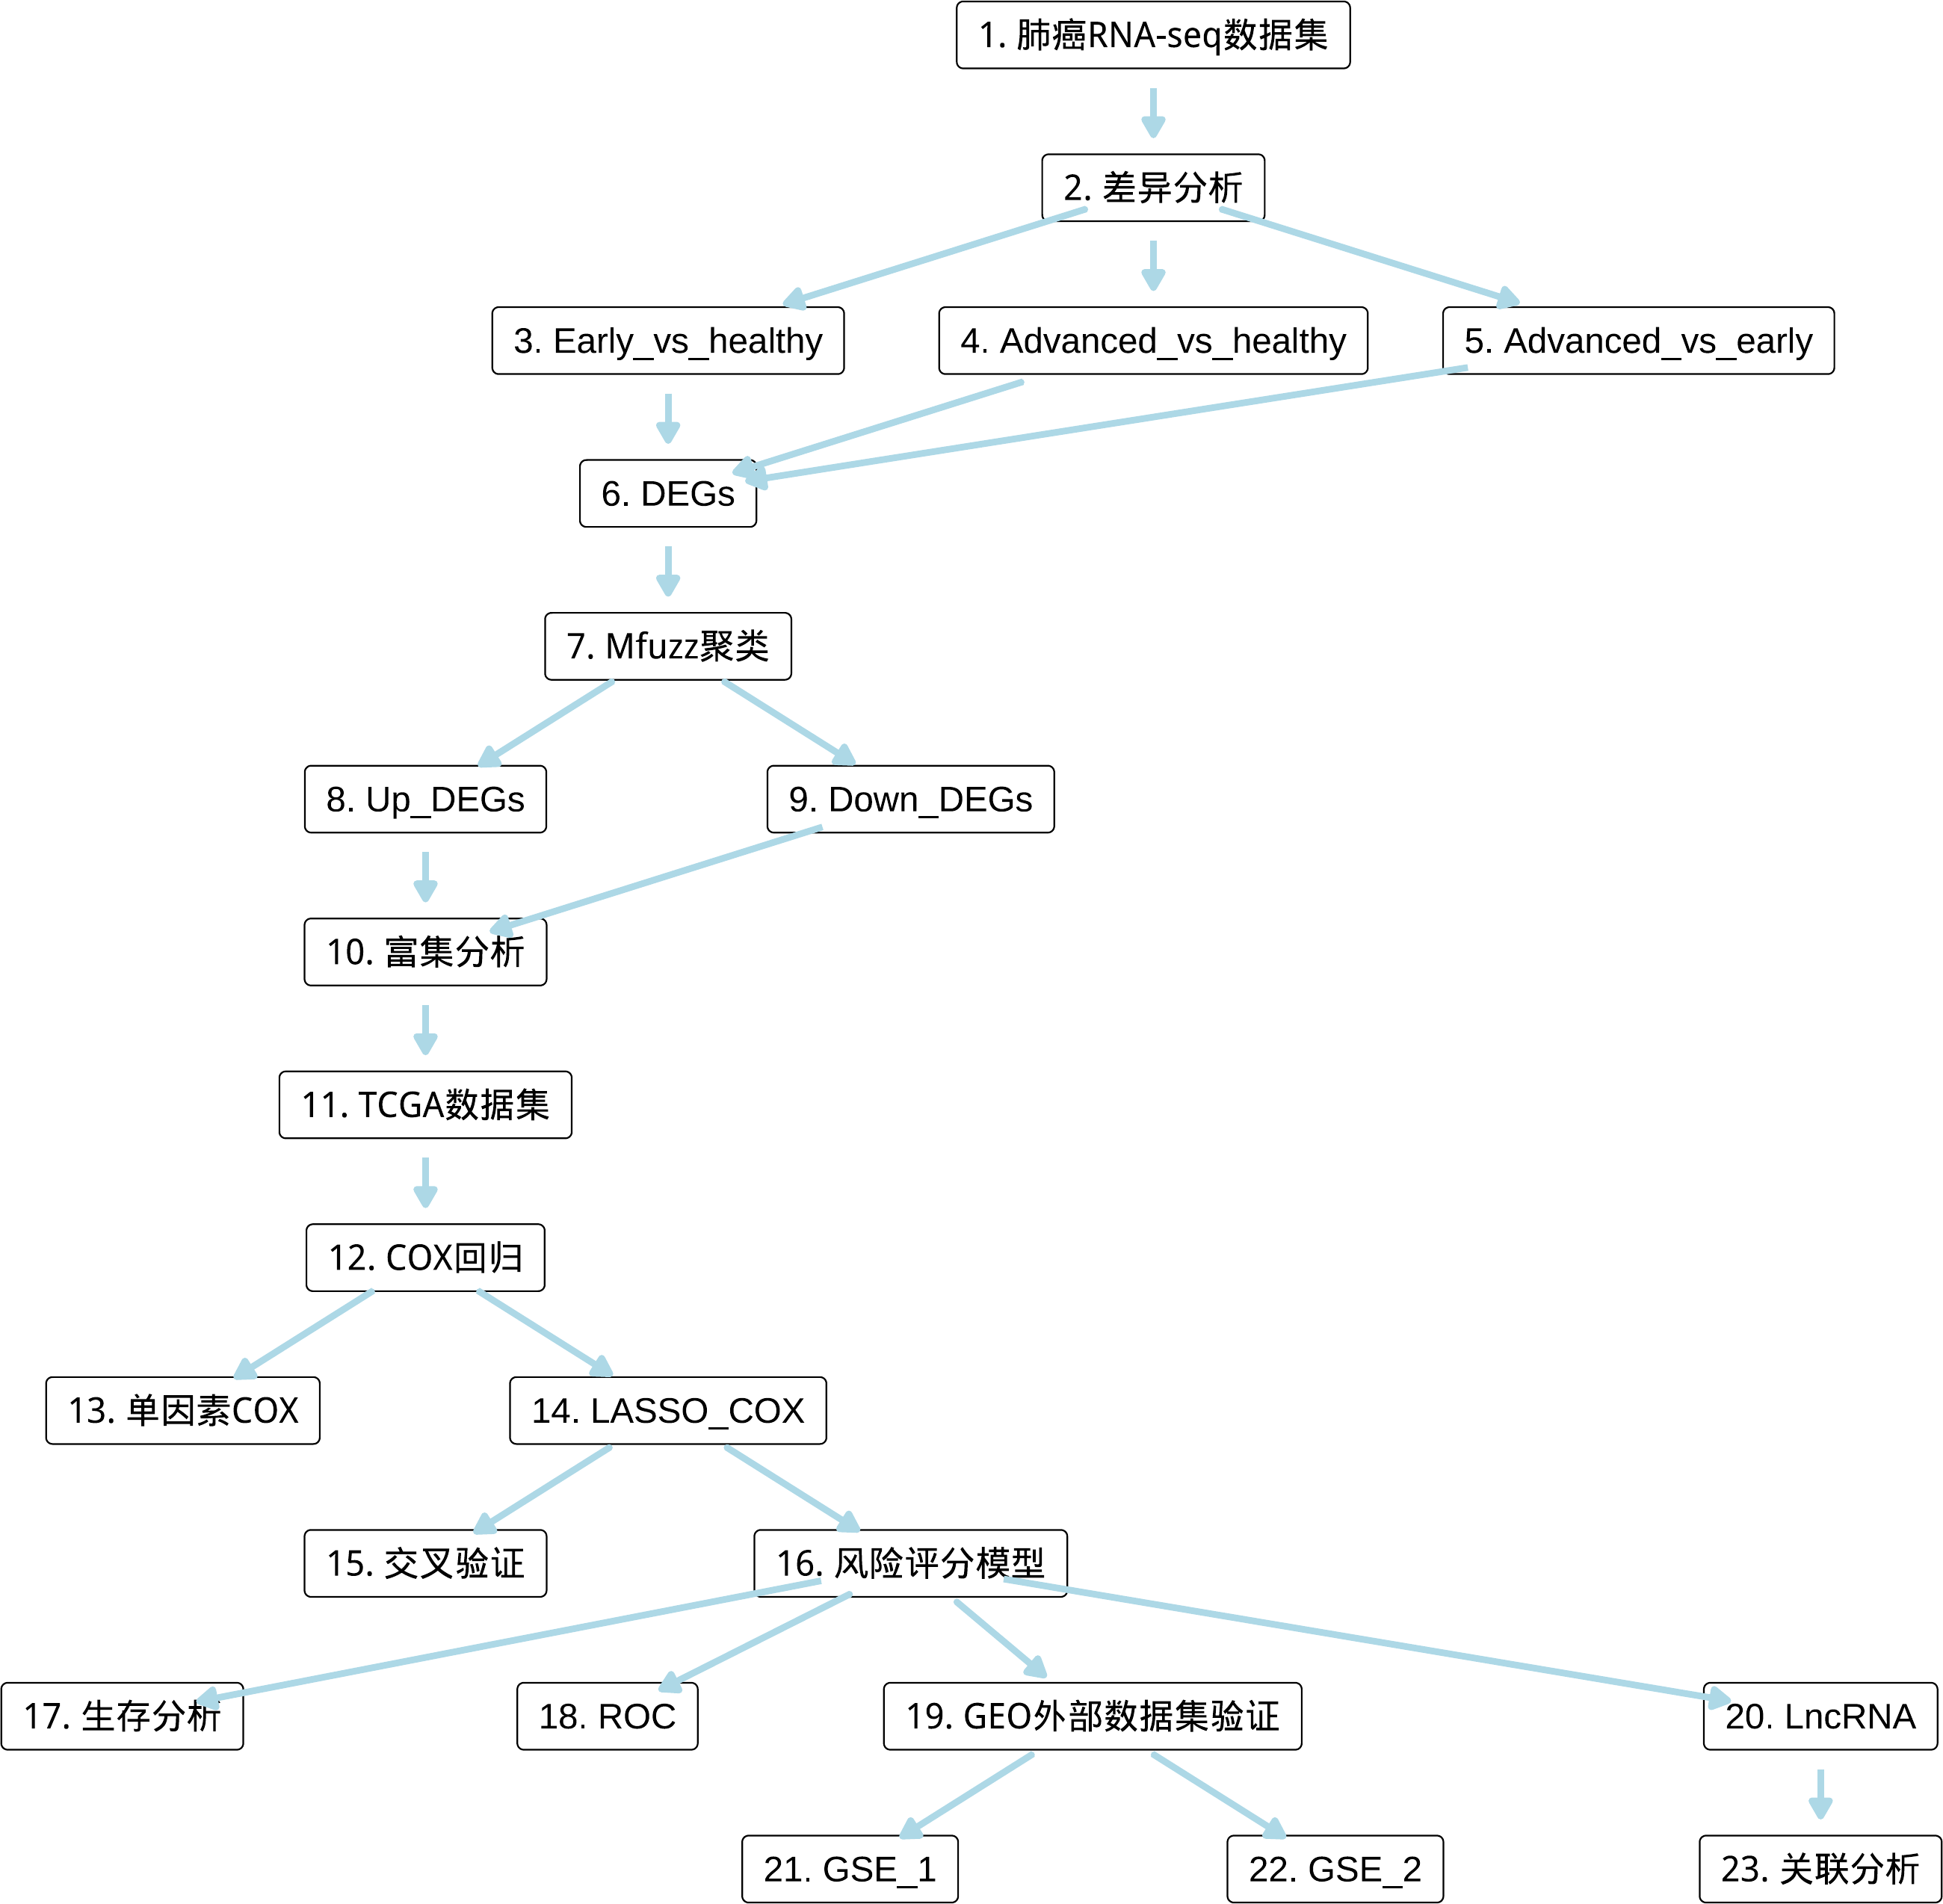 1. 肺癌RNA-seq数据集
2. 差异分析
3. Early_vs_healthy
4. Advanced_vs_healthy
5. Advanced_vs_early
6. DEGs
7. Mfuzz聚类
8. Up_DEGs
9. Down_DEGs
10. 富集分析
11. TCGA数据集
12. COX回归
13. 单因素COX
14. LASSO_COX
15. 交叉验证
16. 风险评分模型
17. 生存分析
18. ROC
19. GEO外部数据集验证
20. LncRNA
21. GSE_1
22. GSE_2
23. 关联分析